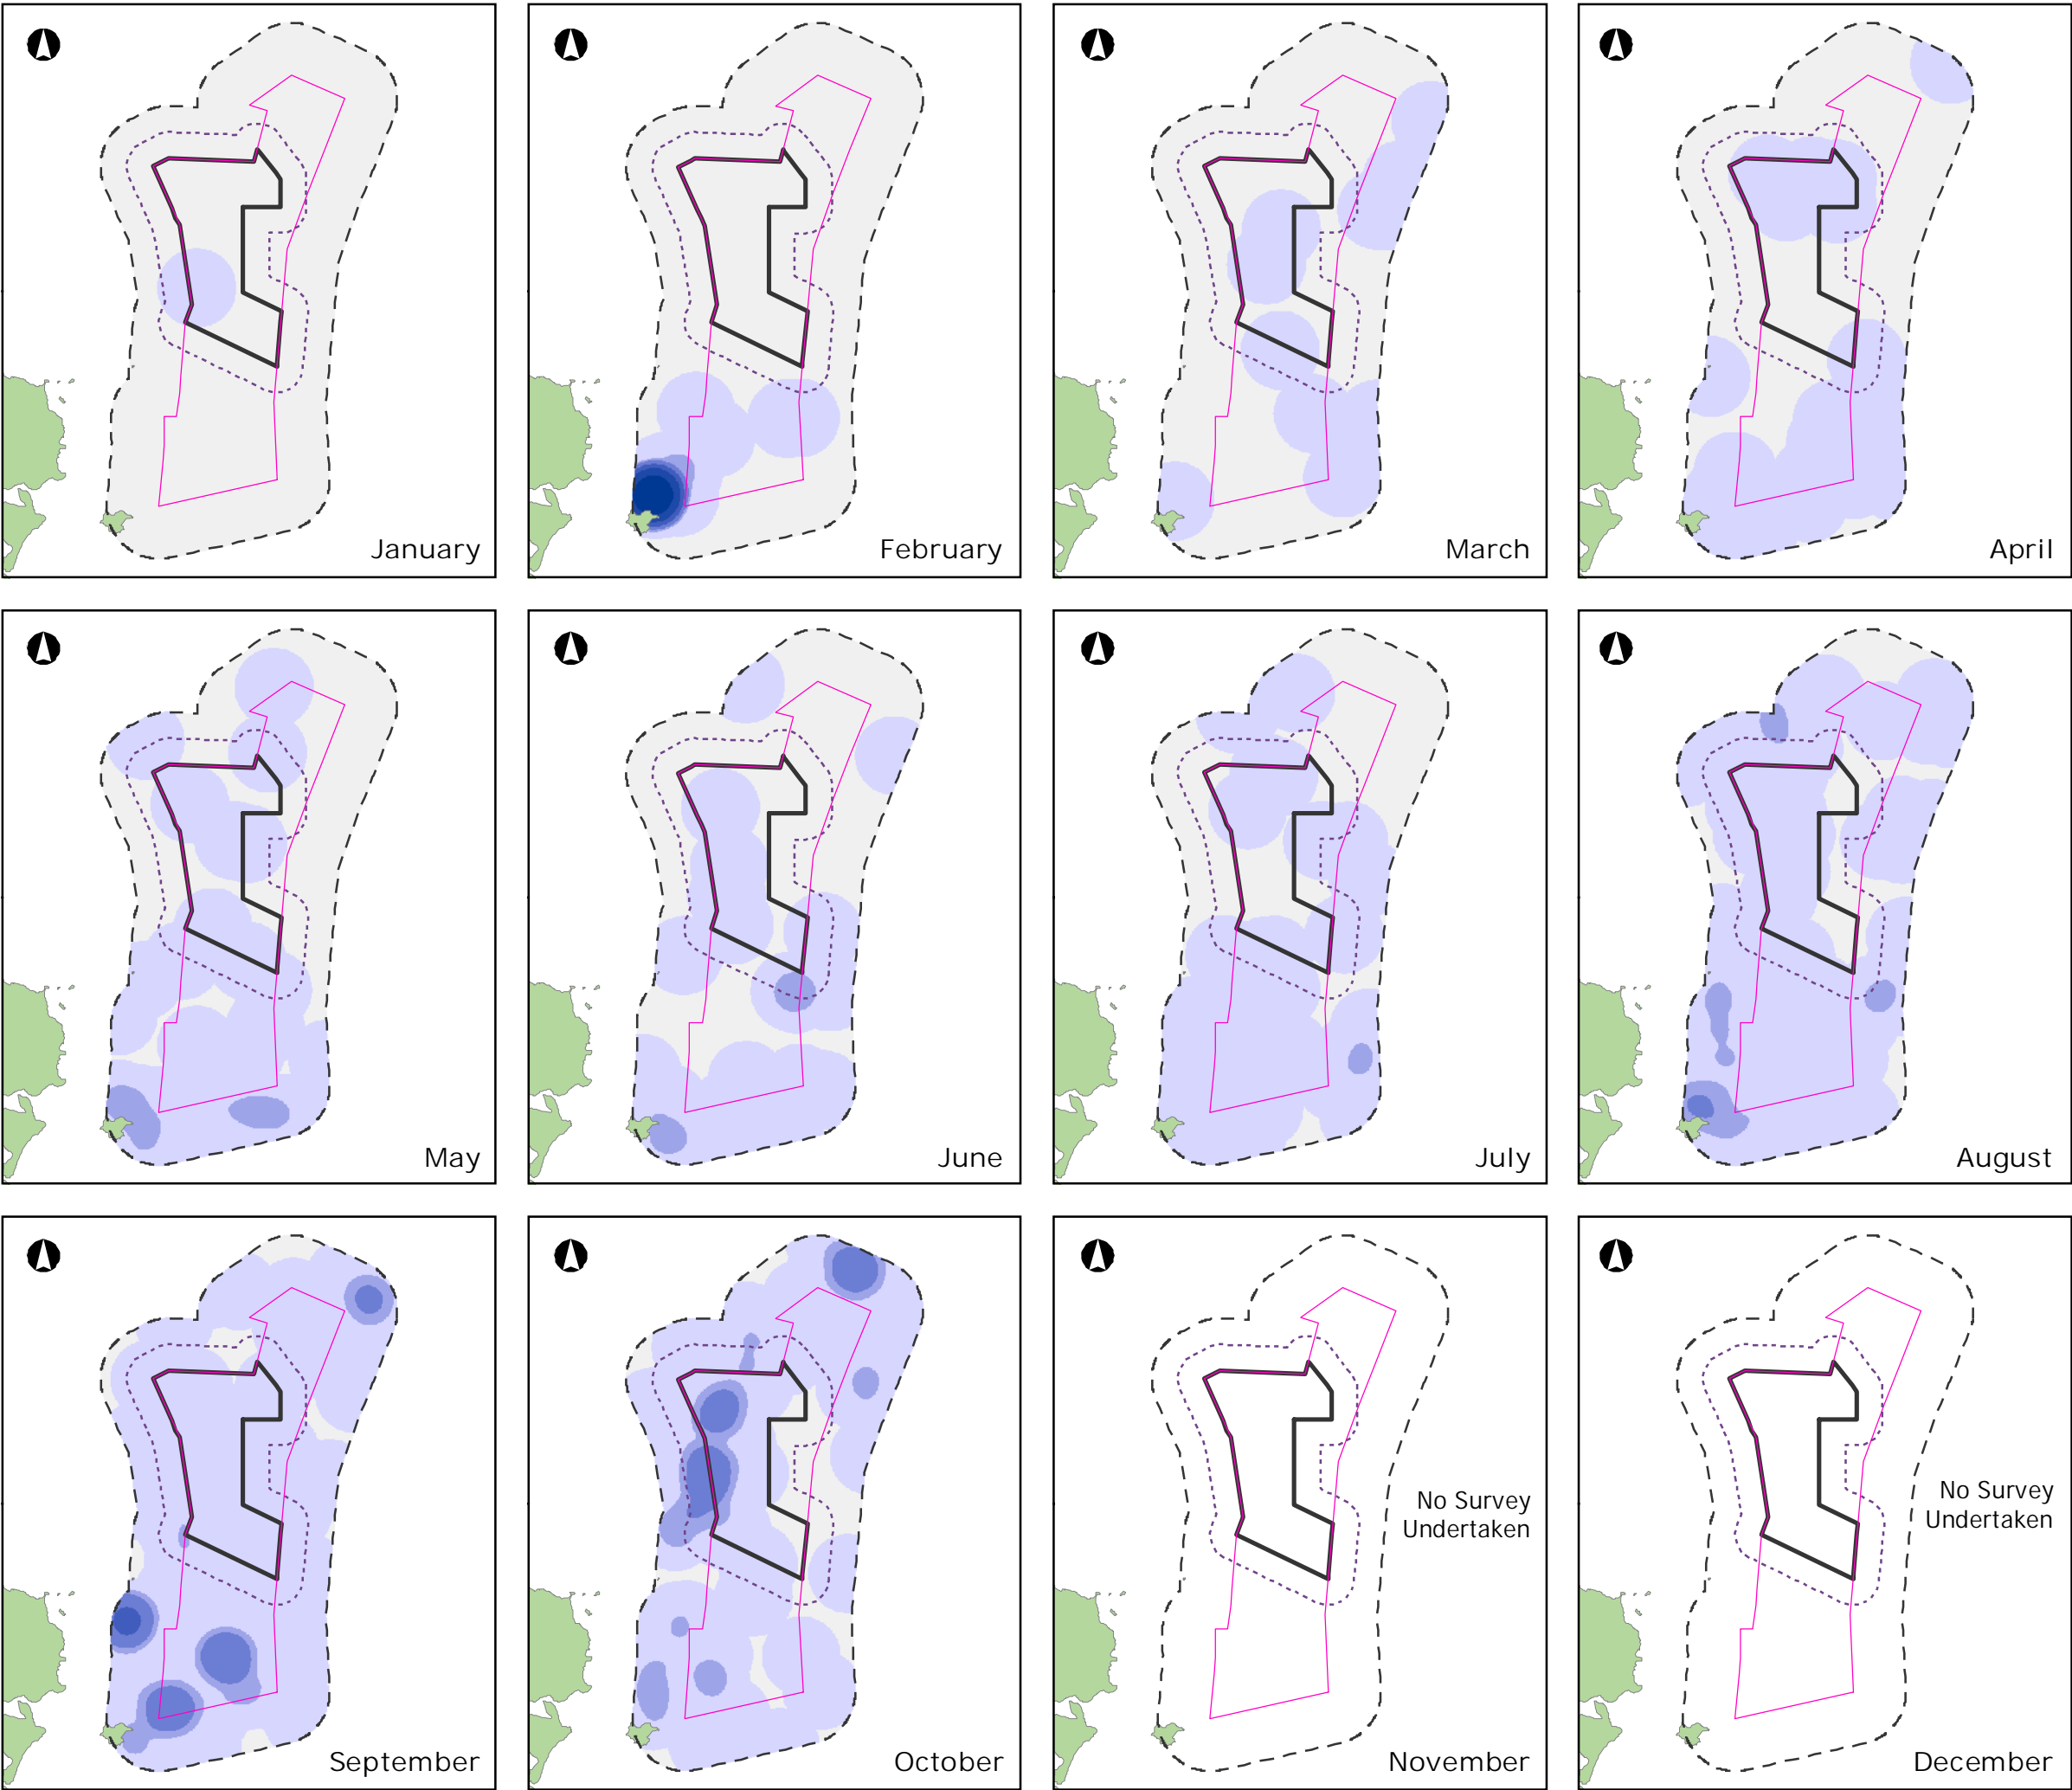 January
February
March
April
May
June
July
August
September
October
No Survey
Undertaken
November
No Survey
Undertaken
December